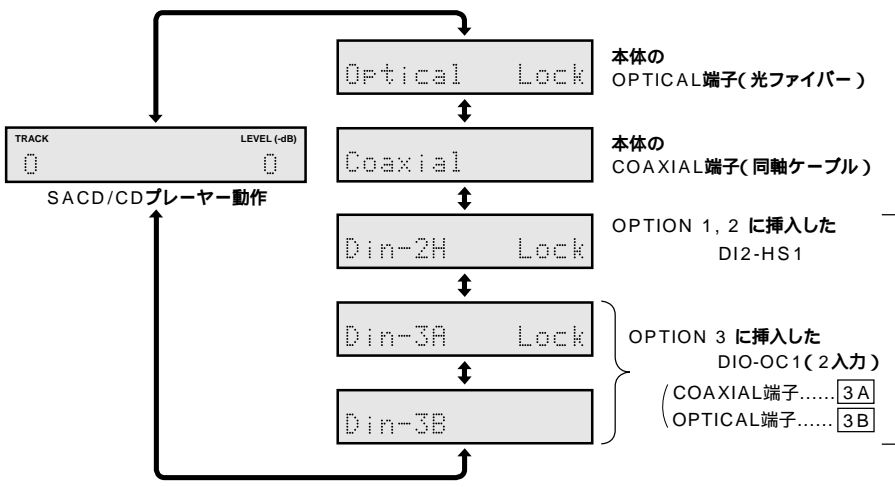 Optical Lock
本体の
OPTICAL端子(光ファイバー)
TRACK LEVEL (-dB)
0 0
SACD/CDプレーヤー動作
Coaxial
本体の
COAXIAL端子(同軸ケーブル)
Din-2H Lock
OPTION 1, 2 に挿入した
DI2-HS1
Din-3A Lock
Din-3B
OPTION 3 に挿入した
DIO-OC1(2入力)
COAXIAL端子......3A
OPTICAL端子......3B